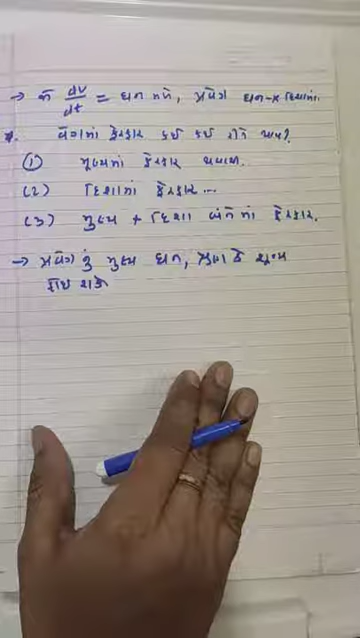 → જો dv/dt = ધન બને, પ્રવેગ ધન-x દિશામાં.
*. વેગમાં ફેરફાર કઈ કઈ રીતે થાય?
(1) મૂલ્યમાં ફેરફાર થવાથી.
(2) દિશામાં ફેરફાર...
(3) મૂલ્ય + દિશા બંનેમાં ફેરફાર.
→ પ્રવેગનું મૂલ્ય ધન, ઋણ કે શૂન્ય
હોઈ શકે